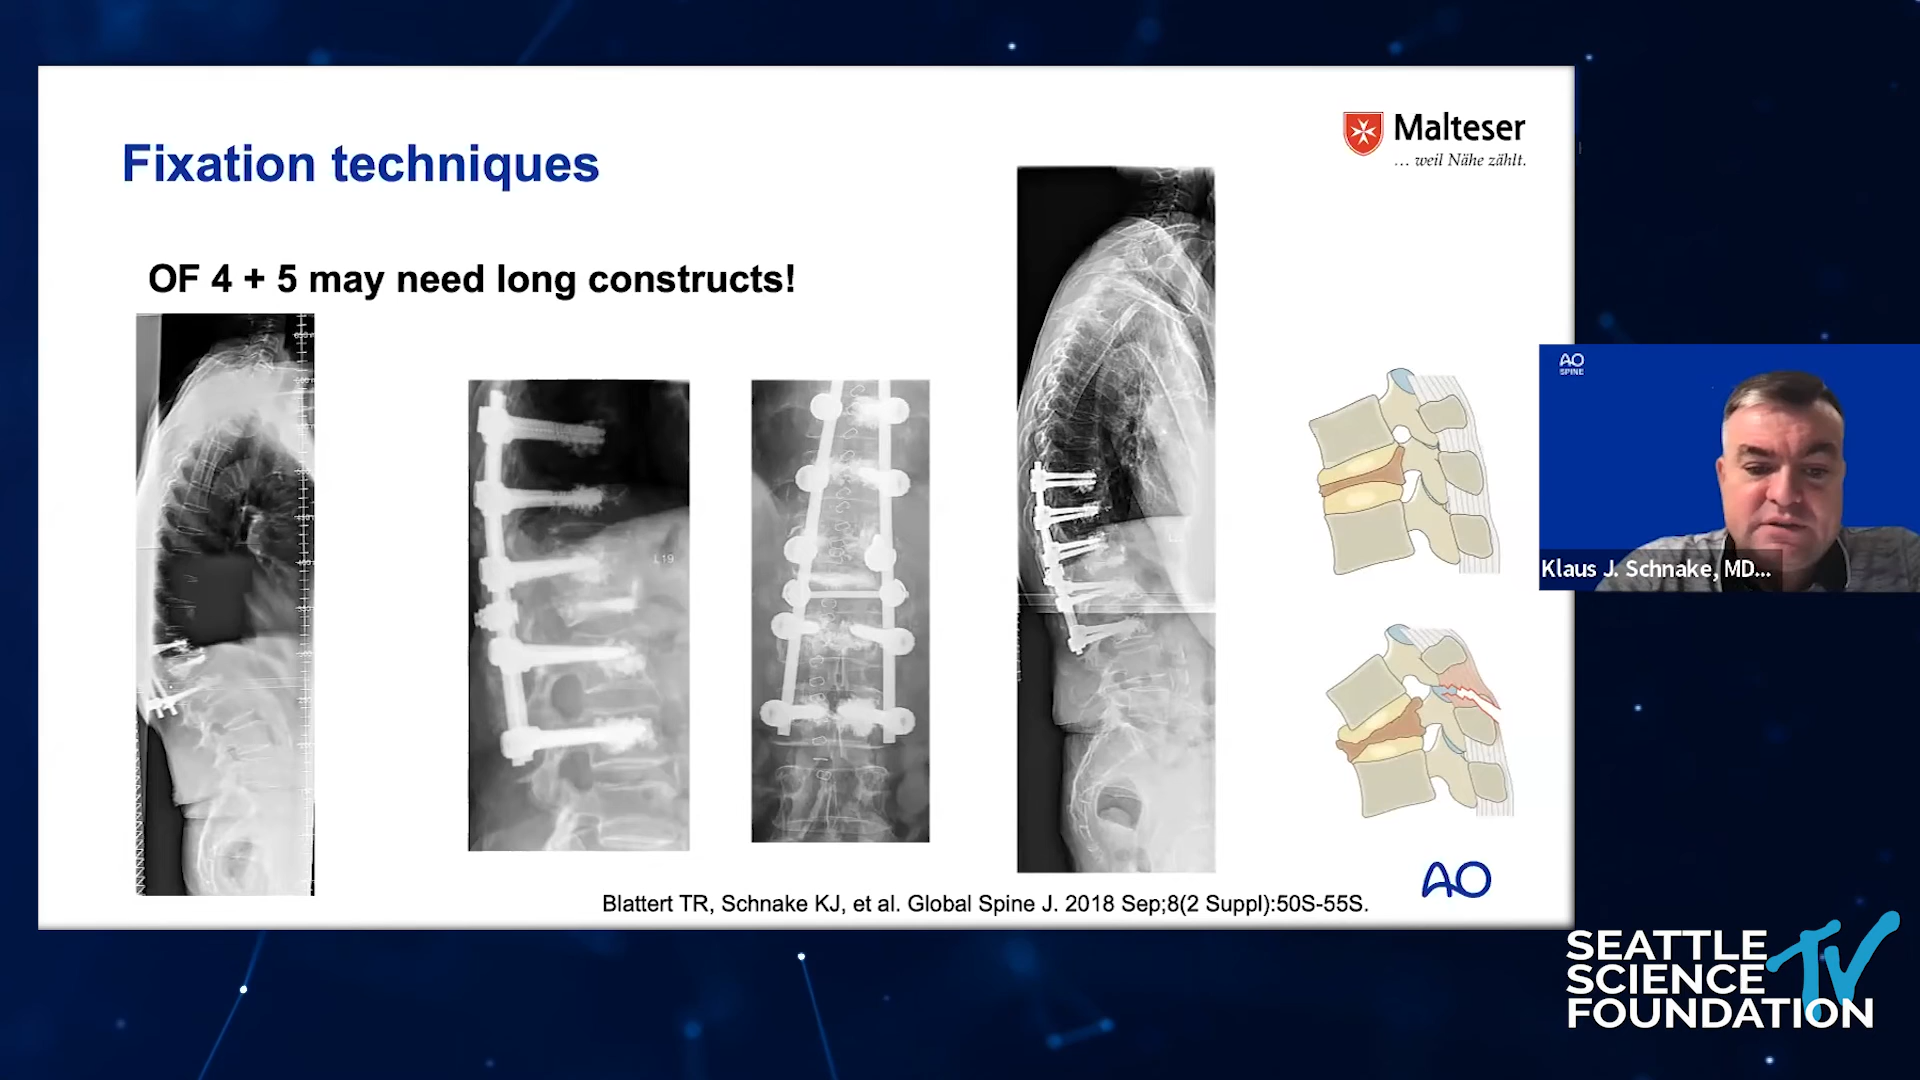 Malteser
... weil Nähe zählt.
Fixation techniques
OF 4 + 5 may need long constructs!
L19
AO
SPINE
Klaus J. Schnake, MD...
AO
Blattert TR, Schnake KJ, et al. Global Spine J. 2018 Sep;8(2 Suppl):50S-55S.
SEATTLE
SCIENCE
FOUNDATION
TV